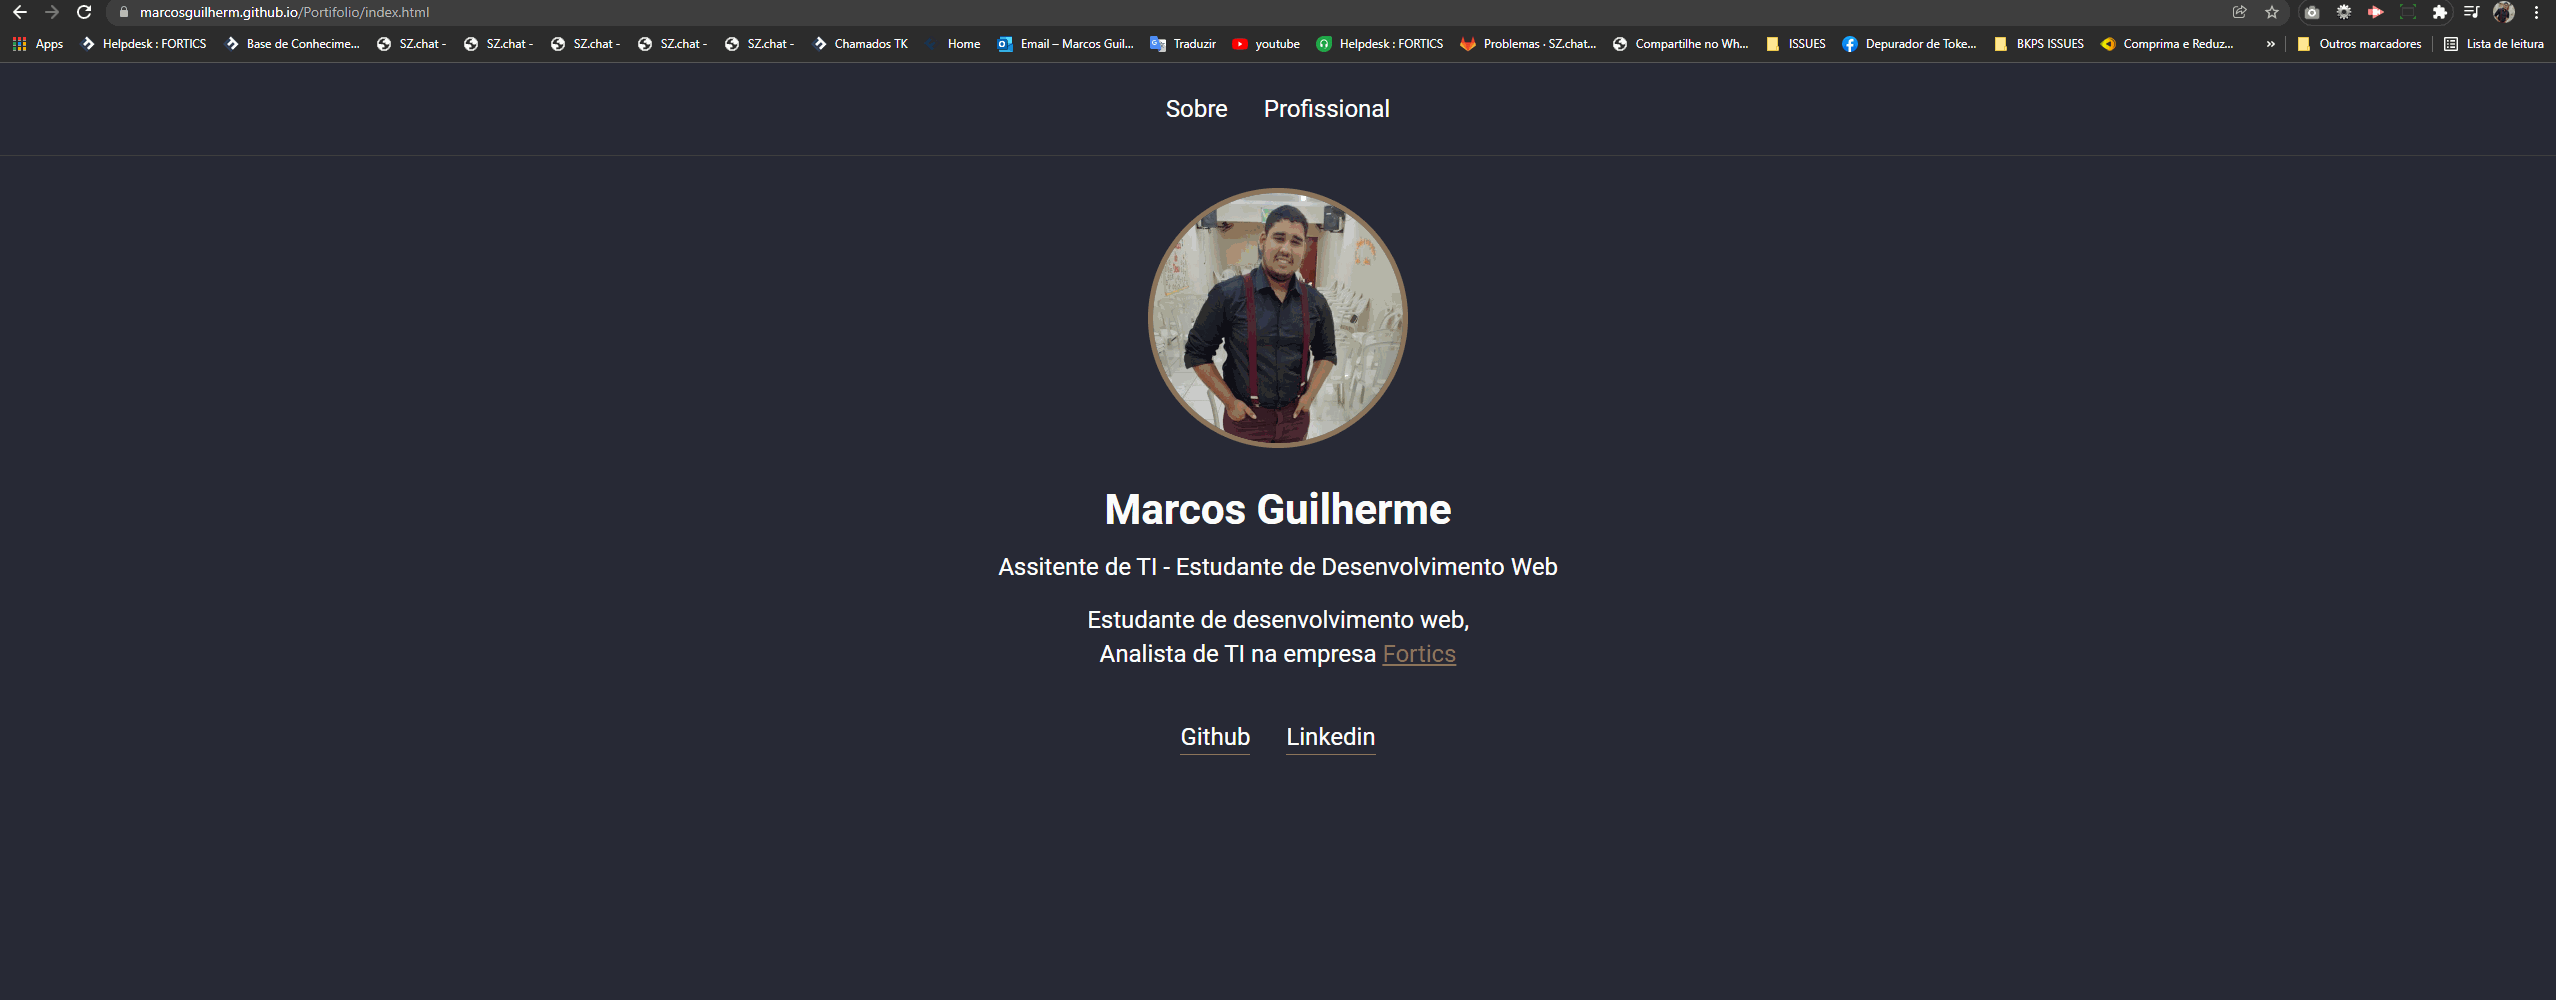 marcosguilherm.github.io/Portifolio/index.html
Apps Helpdesk : FORTICS Base de Conhecime... SZ.chat - SZ.chat - SZ.chat - SZ.chat - SZ.chat - Chamados TK Home Email – Marcos Guil... Traduzir youtube Helpdesk : FORTICS Problemas · SZ.chat... Compartilhe no Wh... ISSUES Depurador de Toke... BKPS ISSUES Comprima e Reduz... » Outros marcadores Lista de leitura
Sobre Profissional
Marcos Guilherme
Assitente de TI - Estudante de Desenvolvimento Web
Estudante de desenvolvimento web,
Analista de TI na empresa Fortics
Github Linkedin